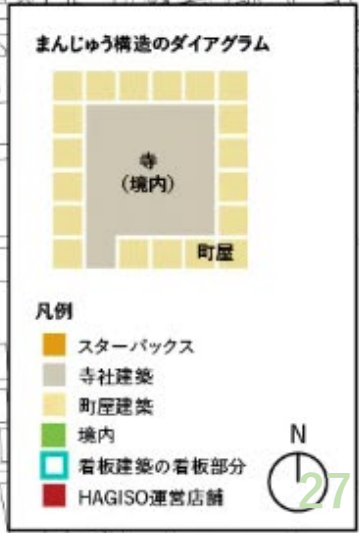 まんじゅう構造のダイアグラム
寺
(境内)
町屋
凡例
スターバックス
寺社建築
町屋建築
境内
看板建築の看板部分
HAGISO運営店舗
N
27